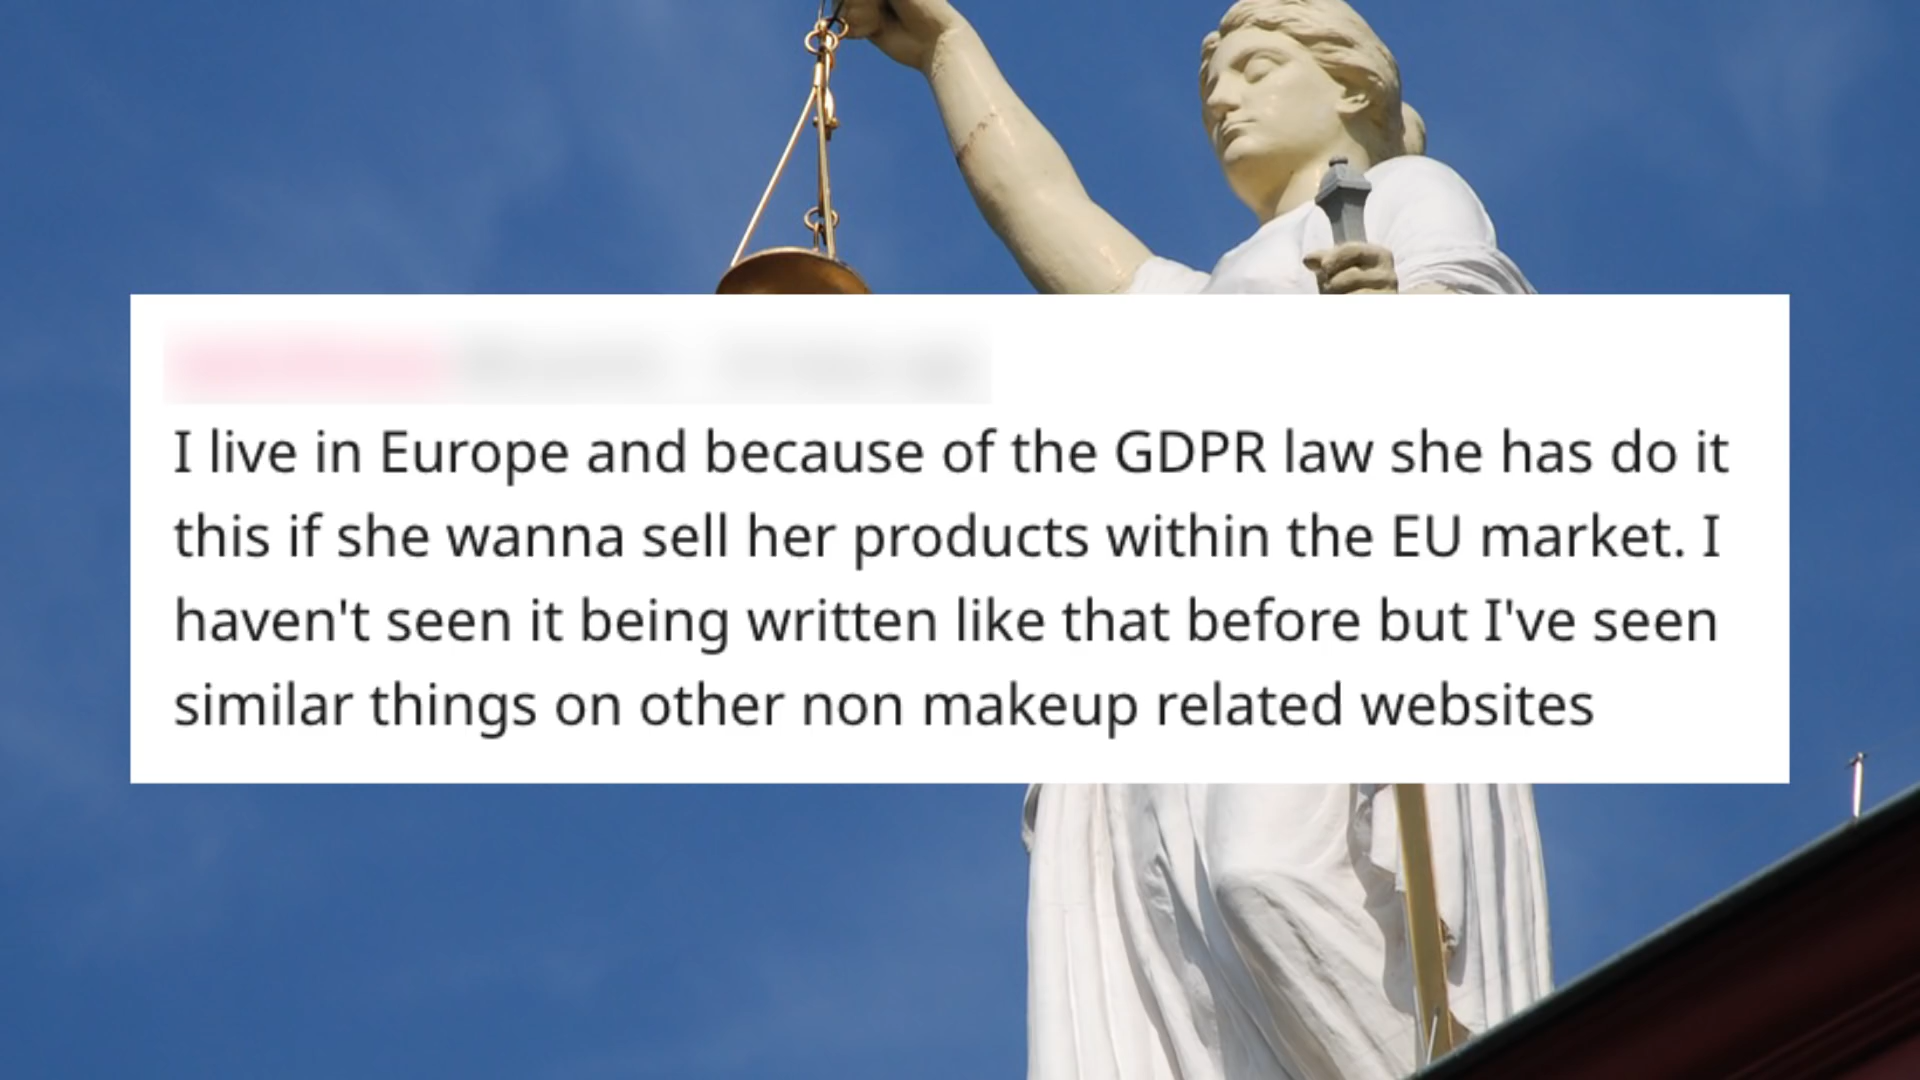 I live in Europe and because of the GDPR law she has do it
this if she wanna sell her products within the EU market. I
haven't seen it being written like that before but I've seen
similar things on other non makeup related websites